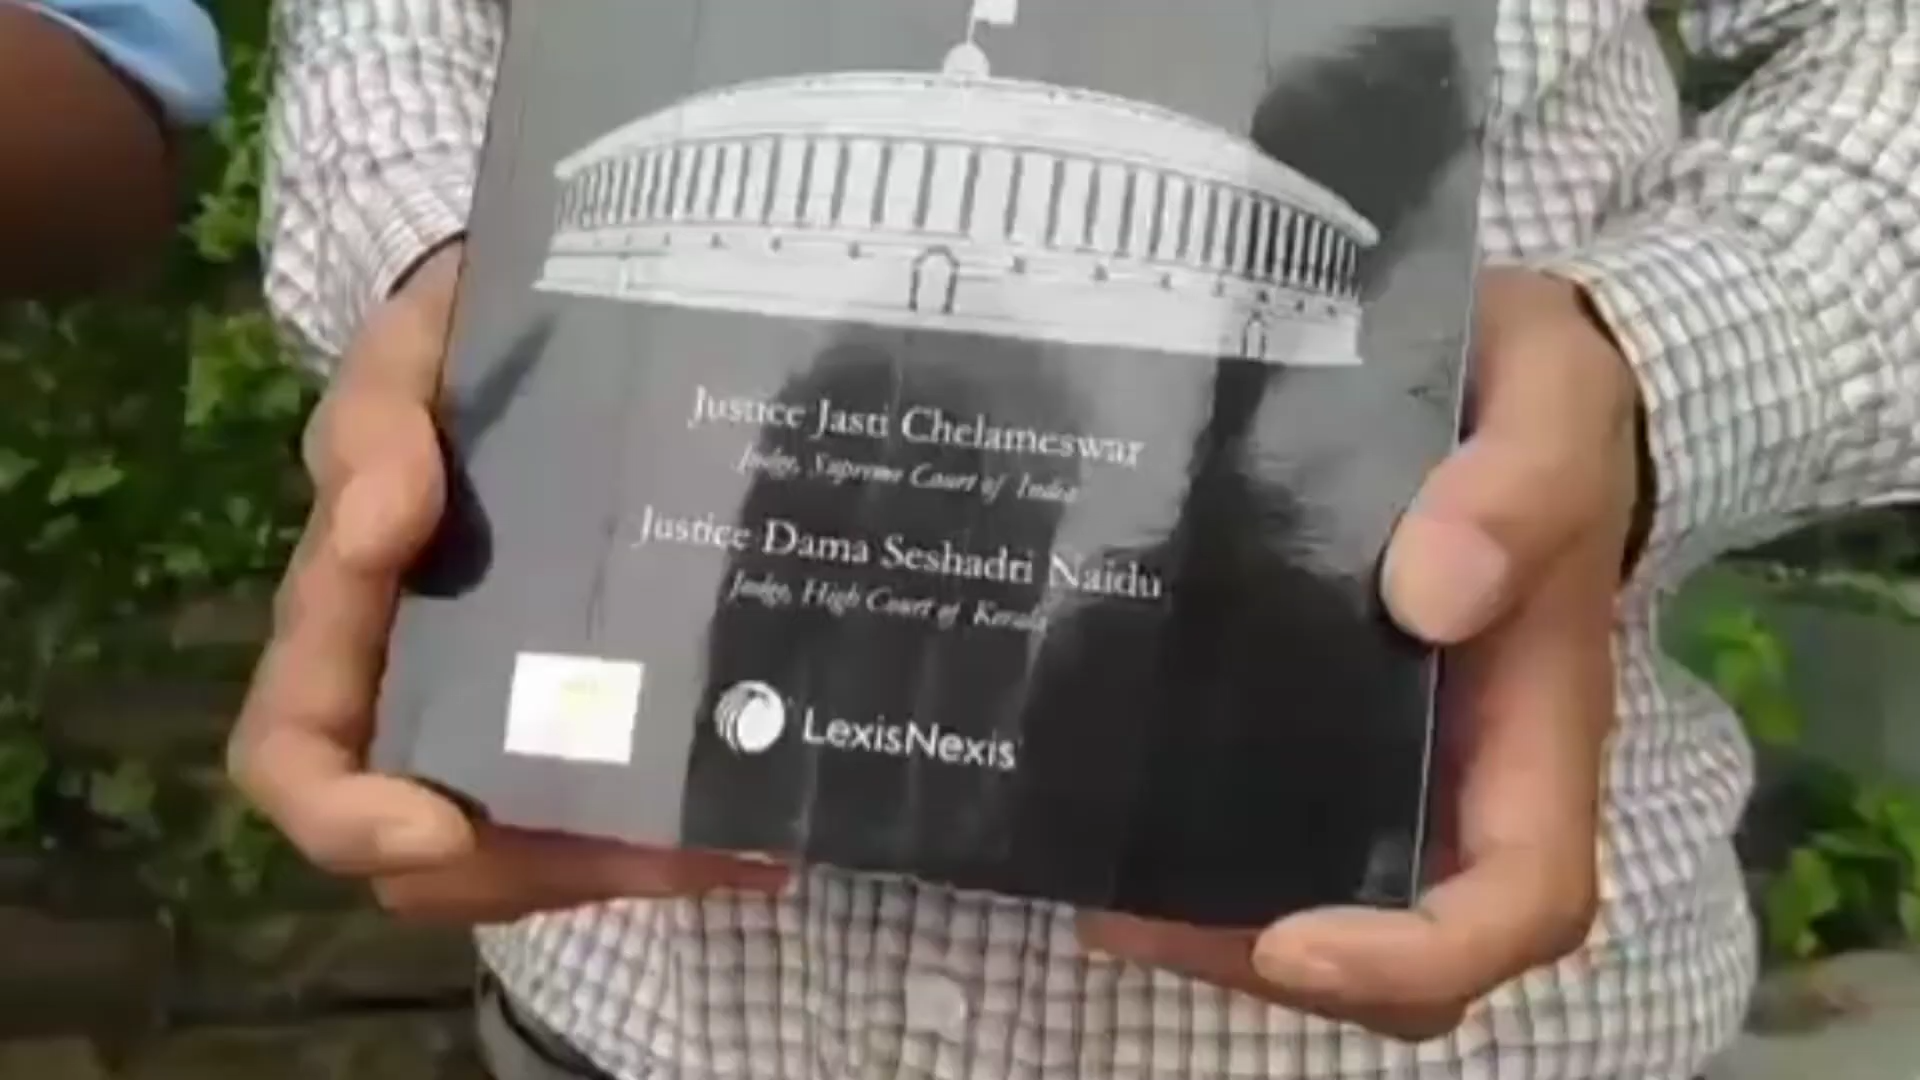 Justice Jasti Chelameswar
Judge, Supreme Court of India
Justice Dama Seshadri Naidu
Judge, High Court of Kerala
LexisNexis